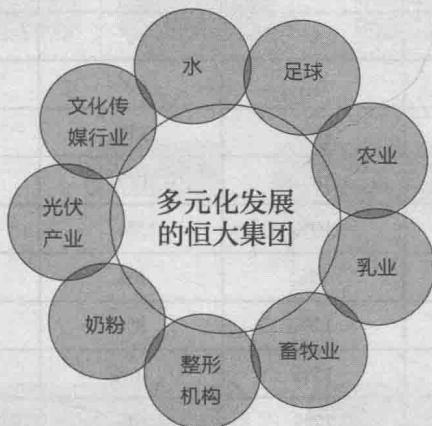 水
足球
文化传
媒行业
农业
多元化发展
的恒大集团
光伏
产业
乳业
奶粉
畜牧业
整形
机构